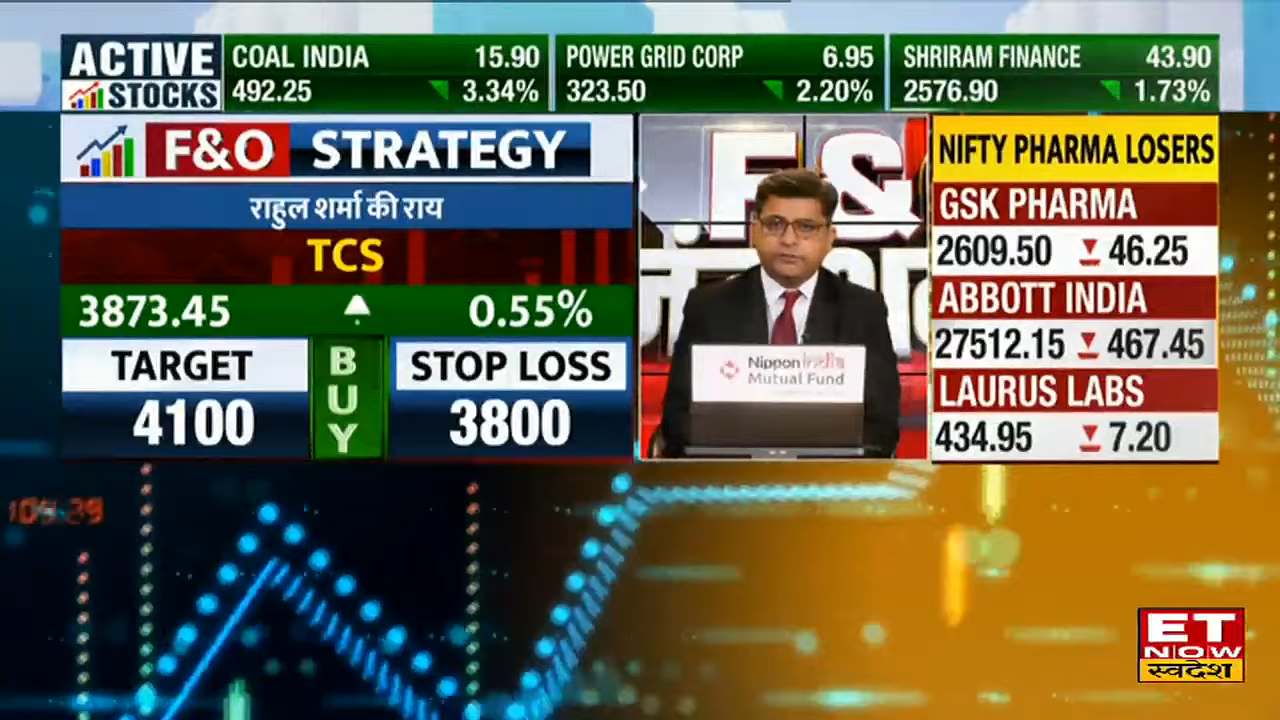 ACTIVE STOCKS
COAL INDIA 15.90
492.25 3.34%
POWER GRID CORP 6.95
323.50 2.20%
SHRIRAM FINANCE 43.90
2576.90 1.73%
F&O STRATEGY
राहुल शर्मा की राय
TCS
3873.45 0.55%
TARGET
4100
BUY
STOP LOSS
3800
F&
Nippon india
Mutual Fund
NIFTY PHARMA LOSERS
GSK PHARMA
2609.50 46.25
ABBOTT INDIA
27512.15 467.45
LAURUS LABS
434.95 7.20
ET
NOW
स्वदेश